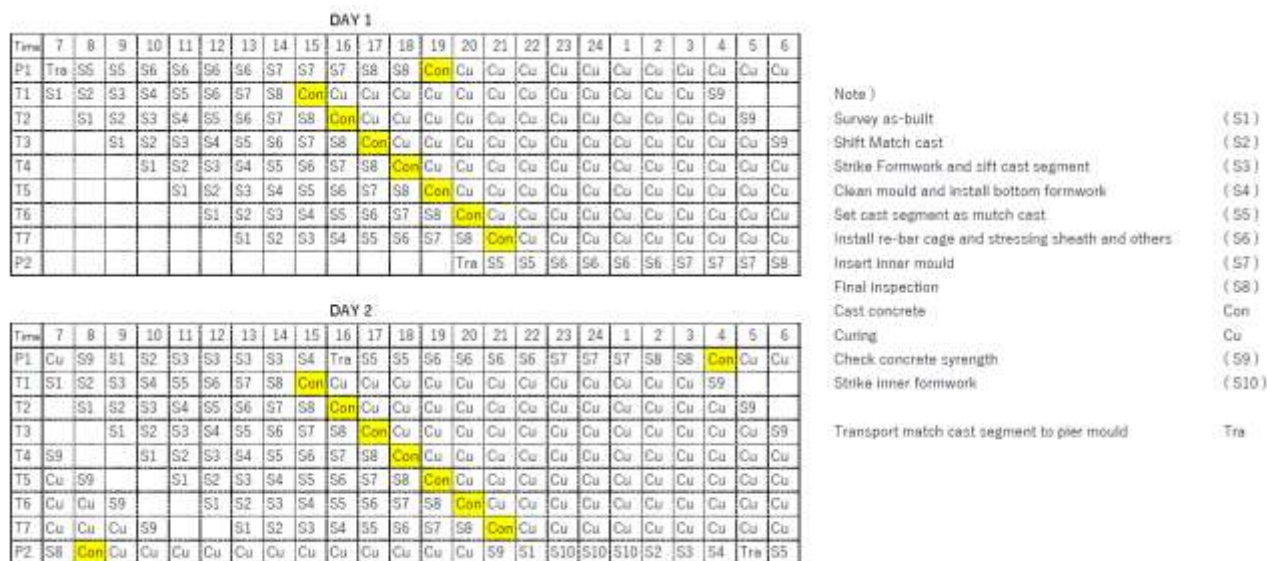 DAY 1
Time 7 8 9 10 11 12 13 14 15 16 17 18 19 20 21 22 23 24 1 2 3 4 5 6
P1 Tra S5 S5 S6 S6 S6 S6 S7 S7 S7 S8 S8 Con Cu Cu Cu Cu Cu Cu Cu Cu Cu Cu Cu
T1 S1 S2 S3 S4 S5 S6 S7 S8 Con Cu Cu Cu Cu Cu Cu Cu Cu Cu Cu Cu Cu S9
T2 S1 S2 S3 S4 S5 S6 S7 S8 Con Cu Cu Cu Cu Cu Cu Cu Cu Cu Cu Cu Cu S9
T3 S1 S2 S3 S4 S5 S6 S7 S8 Con Cu Cu Cu Cu Cu Cu Cu Cu Cu Cu Cu Cu S9
T4 S1 S2 S3 S4 S5 S6 S7 S8 Con Cu Cu Cu Cu Cu Cu Cu Cu Cu Cu Cu Cu
T5 S1 S2 S3 S4 S5 S6 S7 S8 Con Cu Cu Cu Cu Cu Cu Cu Cu Cu Cu Cu
T6 S1 S2 S3 S4 S5 S6 S7 S8 Con Cu Cu Cu Cu Cu Cu Cu Cu Cu Cu
T7 S1 S2 S3 S4 S5 S6 S7 S8 Con Cu Cu Cu Cu Cu Cu Cu Cu Cu
P2 Tra S5 S5 S6 S6 S6 S6 S7 S7 S7 S8
DAY 2
Time 7 8 9 10 11 12 13 14 15 16 17 18 19 20 21 22 23 24 1 2 3 4 5 6
P1 Cu S9 S1 S2 S3 S3 S3 S3 S4 Tra S5 S5 S6 S6 S6 S6 S7 S7 S7 S8 S8 Con Cu Cu
T1 S1 S2 S3 S4 S5 S6 S7 S8 Con Cu Cu Cu Cu Cu Cu Cu Cu Cu Cu Cu Cu S9
T2 S1 S2 S3 S4 S5 S6 S7 S8 Con Cu Cu Cu Cu Cu Cu Cu Cu Cu Cu Cu Cu S9
T3 S1 S2 S3 S4 S5 S6 S7 S8 Con Cu Cu Cu Cu Cu Cu Cu Cu Cu Cu Cu Cu S9
T4 S9 S1 S2 S3 S4 S5 S6 S7 S8 Con Cu Cu Cu Cu Cu Cu Cu Cu Cu Cu Cu Cu
T5 Cu S9 S1 S2 S3 S4 S5 S6 S7 S8 Con Cu Cu Cu Cu Cu Cu Cu Cu Cu Cu Cu
T6 Cu Cu S9 S1 S2 S3 S4 S5 S6 S7 S8 Con Cu Cu Cu Cu Cu Cu Cu Cu Cu Cu
T7 Cu Cu Cu S9 S1 S2 S3 S4 S5 S6 S7 S8 Con Cu Cu Cu Cu Cu Cu Cu Cu Cu
P2 S8 Con Cu Cu Cu Cu Cu Cu Cu Cu Cu Cu Cu Cu S9 S1 S10 S10 S10 S2 S3 S4 Tra S5
Note )
Survey as-built ( S1 )
Shift Match cast ( S2 )
Strike Formwork and sift cast segment ( S3 )
Clean mould and install bottom formwork ( S4 )
Set cast segment as mutch cast ( S5 )
Install re-bar cage and stressing sheath and others ( S6 )
Insert inner mould ( S7 )
Final inspection ( S8 )
Cast concrete Con
Curing Cu
Check concrete syrength ( S9 )
Strike inner formwork ( S10 )
Transport match cast segment to pier mould Tra